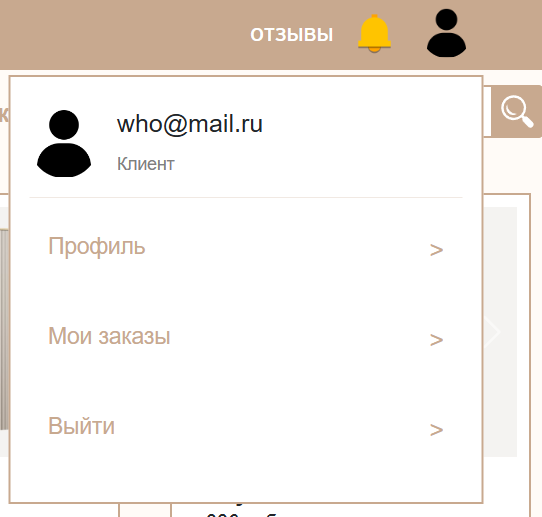 ОТЗЫВЫ
who@mail.ru
Клиент
Профиль >
Мои заказы >
Выйти >